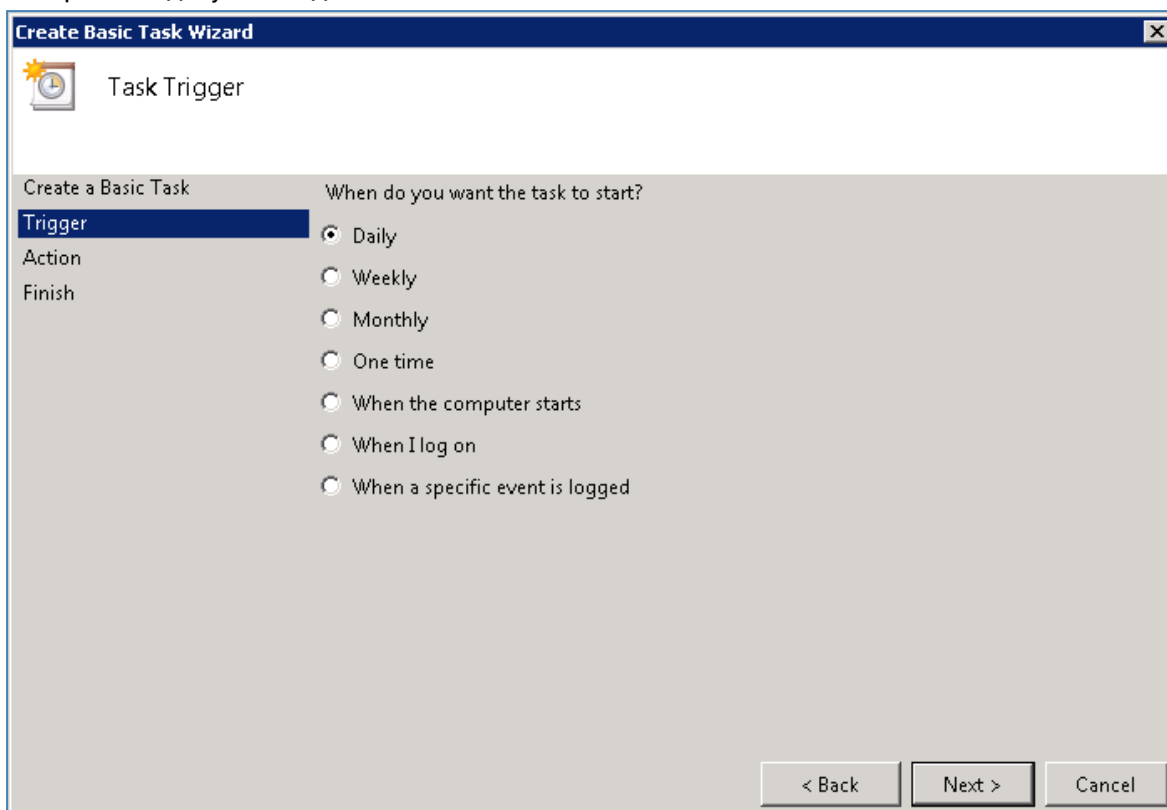 Create Basic Task Wizard
Task Trigger
Create a Basic Task
Trigger
Action
Finish
When do you want the task to start?
Daily
Weekly
Monthly
One time
When the computer starts
When I log on
When a specific event is logged
< Back
Next >
Cancel